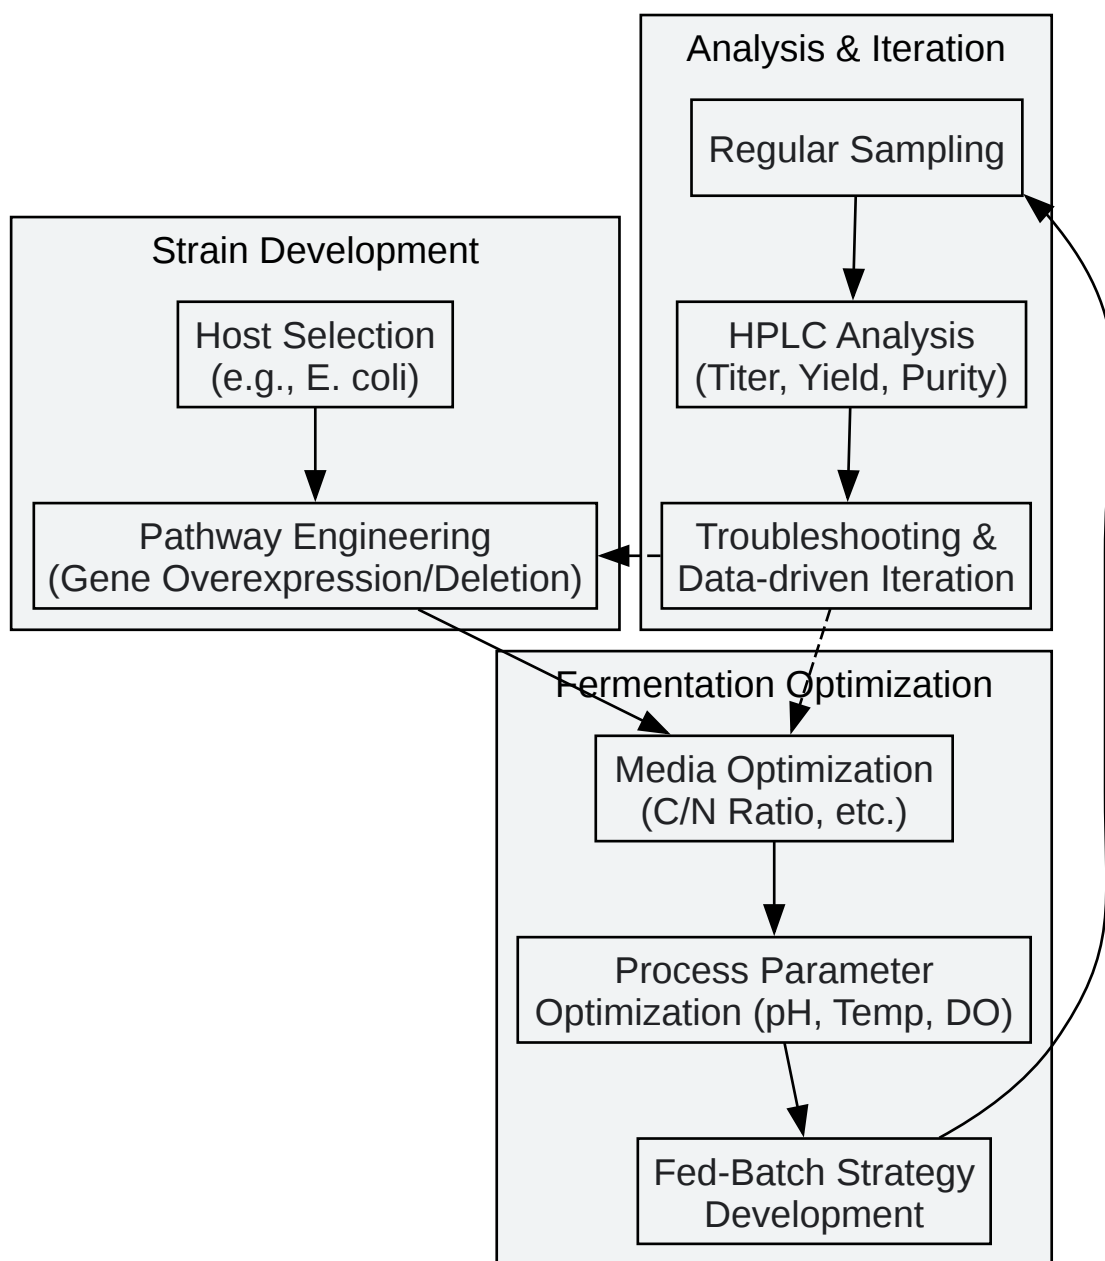 Analysis & Iteration
Regular Sampling
HPLC Analysis
(Titer, Yield, Purity)
Troubleshooting &
Data-driven Iteration
Strain Development
Host Selection
(e.g., E. coli)
Pathway Engineering
(Gene Overexpression/Deletion)
Fermentation Optimization
Media Optimization
(C/N Ratio, etc.)
Process Parameter
Optimization (pH, Temp, DO)
Fed-Batch Strategy
Development